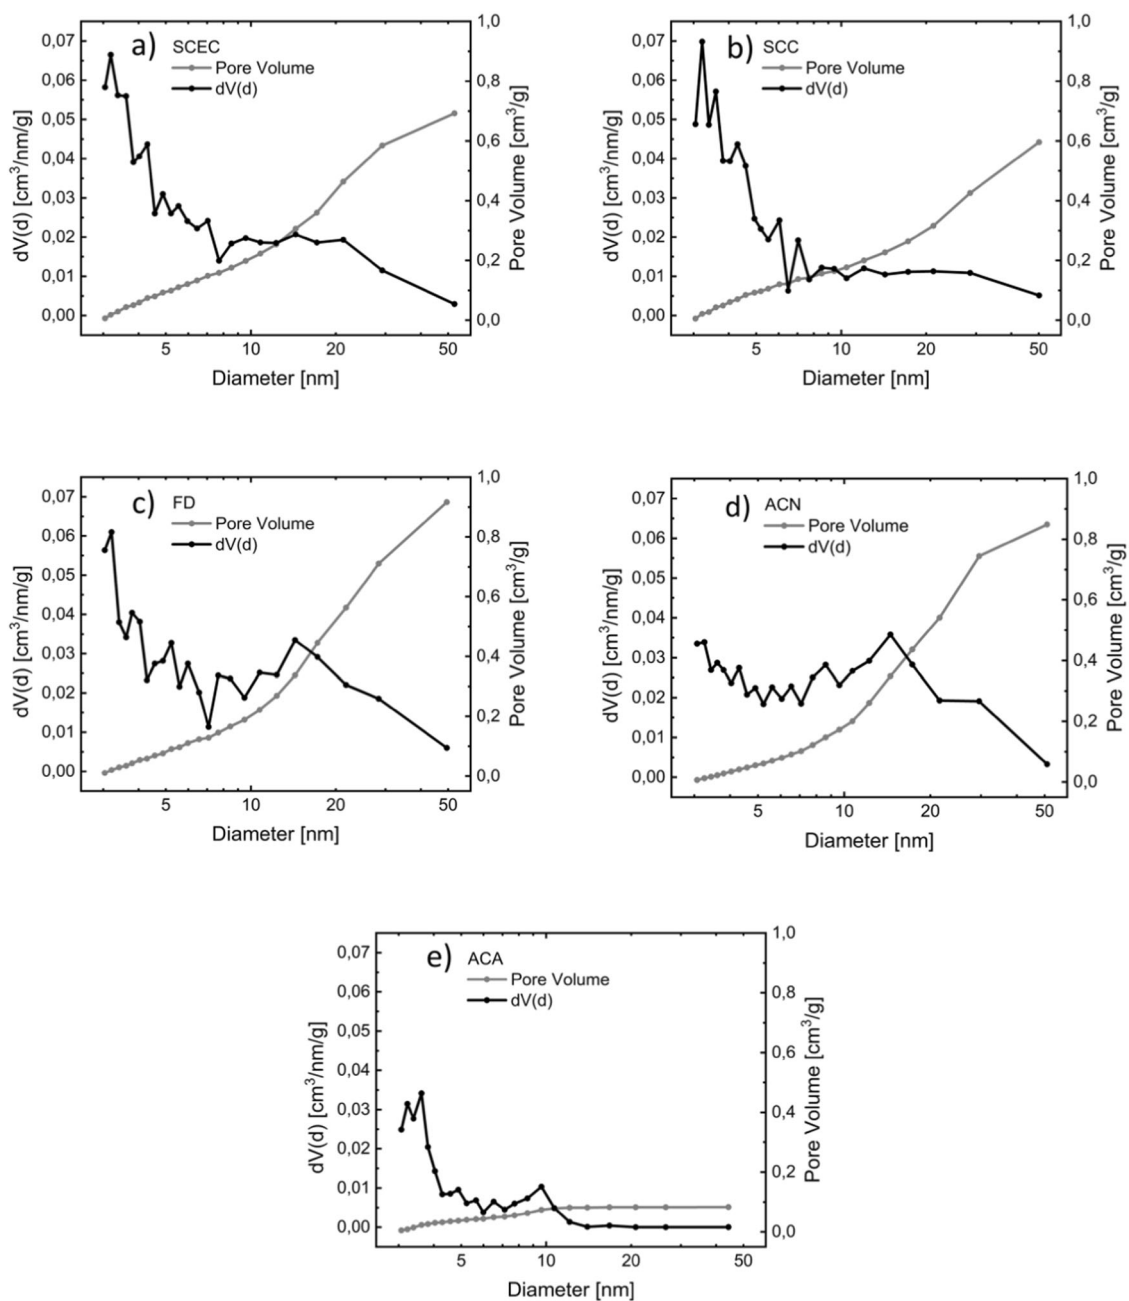 a) SCEC
Pore Volume
dV(d)
0,07
0,06
0,05
0,04
0,03
0,02
0,01
0,00
dV(d) [cm³/nm/g]
1,0
0,8
0,6
0,4
0,2
0,0
Pore Volume [cm³/g]
5 10 20 50
Diameter [nm]
b) SCC
Pore Volume
dV(d)
0,07
0,06
0,05
0,04
0,03
0,02
0,01
0,00
dV(d) [cm³/nm/g]
1,0
0,8
0,6
0,4
0,2
0,0
Pore Volume [cm³/g]
5 10 20 50
Diameter [nm]
c) FD
Pore Volume
dV(d)
0,07
0,06
0,05
0,04
0,03
0,02
0,01
0,00
dV(d) [cm³/nm/g]
1,0
0,8
0,6
0,4
0,2
0,0
Pore Volume [cm³/g]
5 10 20 50
Diameter [nm]
d) ACN
Pore Volume
dV(d)
0,07
0,06
0,05
0,04
0,03
0,02
0,01
0,00
dV(d) [cm³/nm/g]
1,0
0,8
0,6
0,4
0,2
0,0
Pore Volume [cm³/g]
5 10 20 50
Diameter [nm]
e) ACA
Pore Volume
dV(d)
0,07
0,06
0,05
0,04
0,03
0,02
0,01
0,00
dV(d) [cm³/nm/g]
1,0
0,8
0,6
0,4
0,2
0,0
Pore Volume [cm³/g]
5 10 20 50
Diameter [nm]